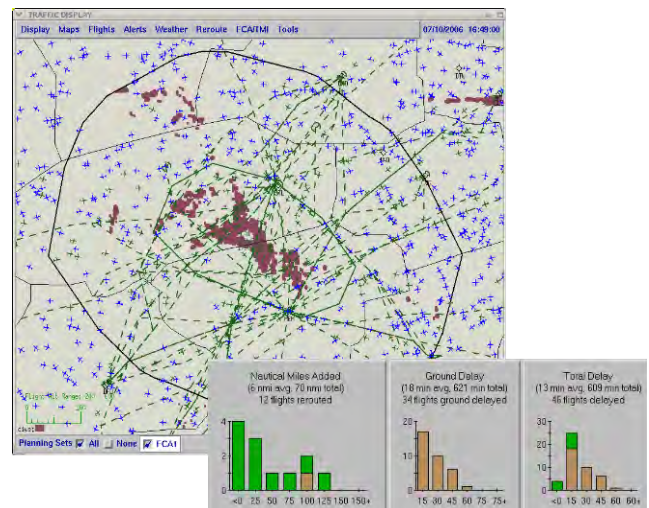 TRAFFIC DISPLAY
Display Maps Flights Alerts Weather Reroute FCA/TMI Tools 07/10/2006 16:49:00
Planning Sets All None FCA1
Nautical Miles Added
(6 nmi avg, 70 nm total)
12 flights rerouted
4
2
0
<0 25 50 75 100 125 150 150+
Ground Delay
(18 min avg, 621 min total)
34 flights ground delayed
20
10
0
15 30 45 60 75 75+
Total Delay
(13 min avg, 609 min total)
46 flights delayed
30
20
10
0
<0 15 30 45 60 60+